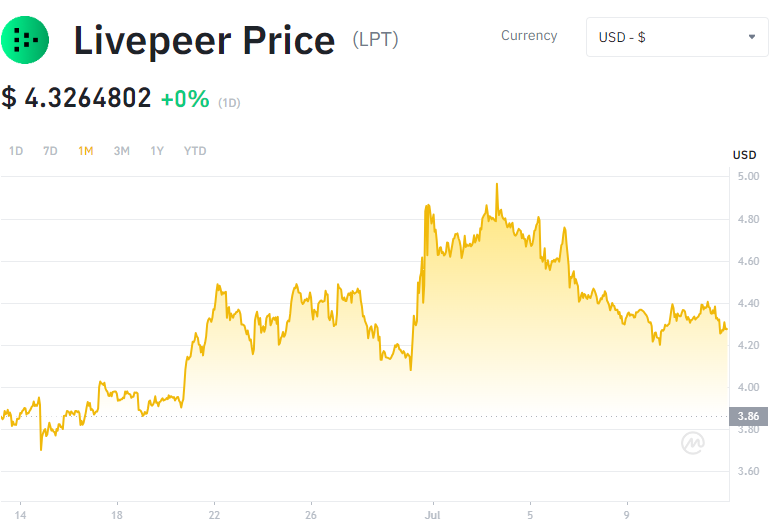 Livepeer Price (LPT)
Currency
USD - $
$ 4.3264802 +0% (1D)
1D 7D 1M 3M 1Y YTD
USD
5.00
4.80
4.60
4.40
4.20
4.00
3.86
3.80
3.60
14 18 22 26 Jul 5 9